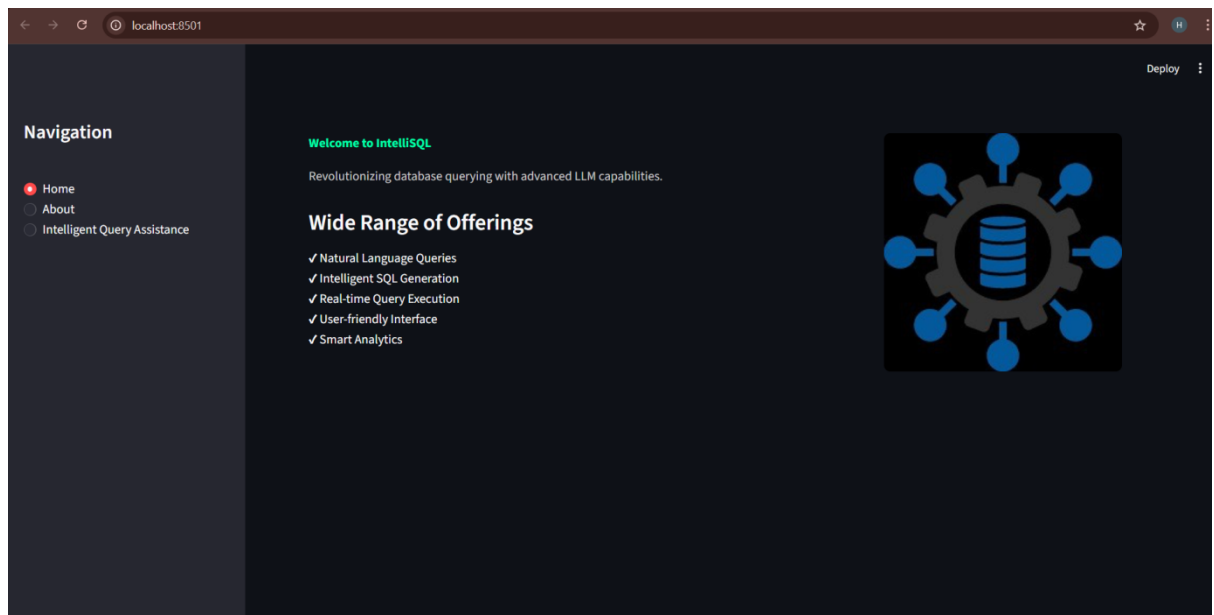 localhost:8501
H
Deploy
Navigation
Home
About
Intelligent Query Assistance
Welcome to IntelliSQL
Revolutionizing database querying with advanced LLM capabilities.
Wide Range of Offerings
✓ Natural Language Queries
✓ Intelligent SQL Generation
✓ Real-time Query Execution
✓ User-friendly Interface
✓ Smart Analytics